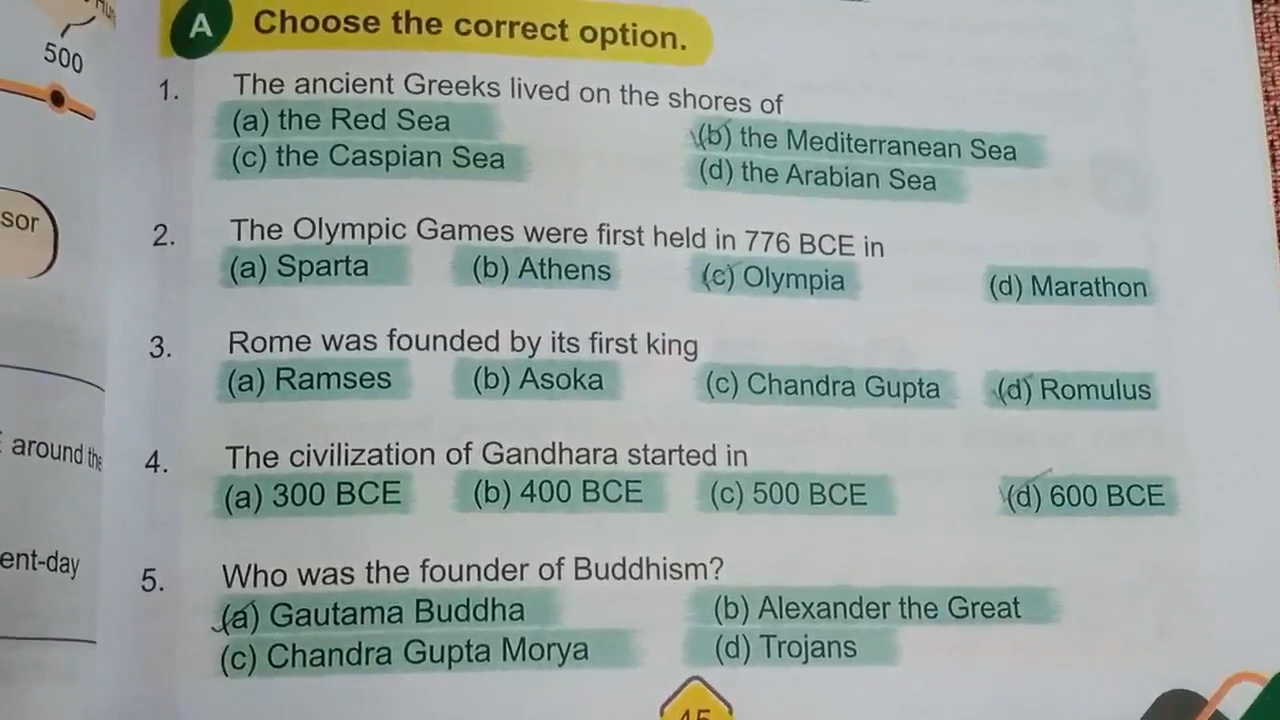 500
sor
around the
ent-day
A Choose the correct option.
1. The ancient Greeks lived on the shores of
(a) the Red Sea (b) the Mediterranean Sea
(c) the Caspian Sea (d) the Arabian Sea
2. The Olympic Games were first held in 776 BCE in
(a) Sparta (b) Athens (c) Olympia (d) Marathon
3. Rome was founded by its first king
(a) Ramses (b) Asoka (c) Chandra Gupta (d) Romulus
4. The civilization of Gandhara started in
(a) 300 BCE (b) 400 BCE (c) 500 BCE (d) 600 BCE
5. Who was the founder of Buddhism?
(a) Gautama Buddha (b) Alexander the Great
(c) Chandra Gupta Morya (d) Trojans
45